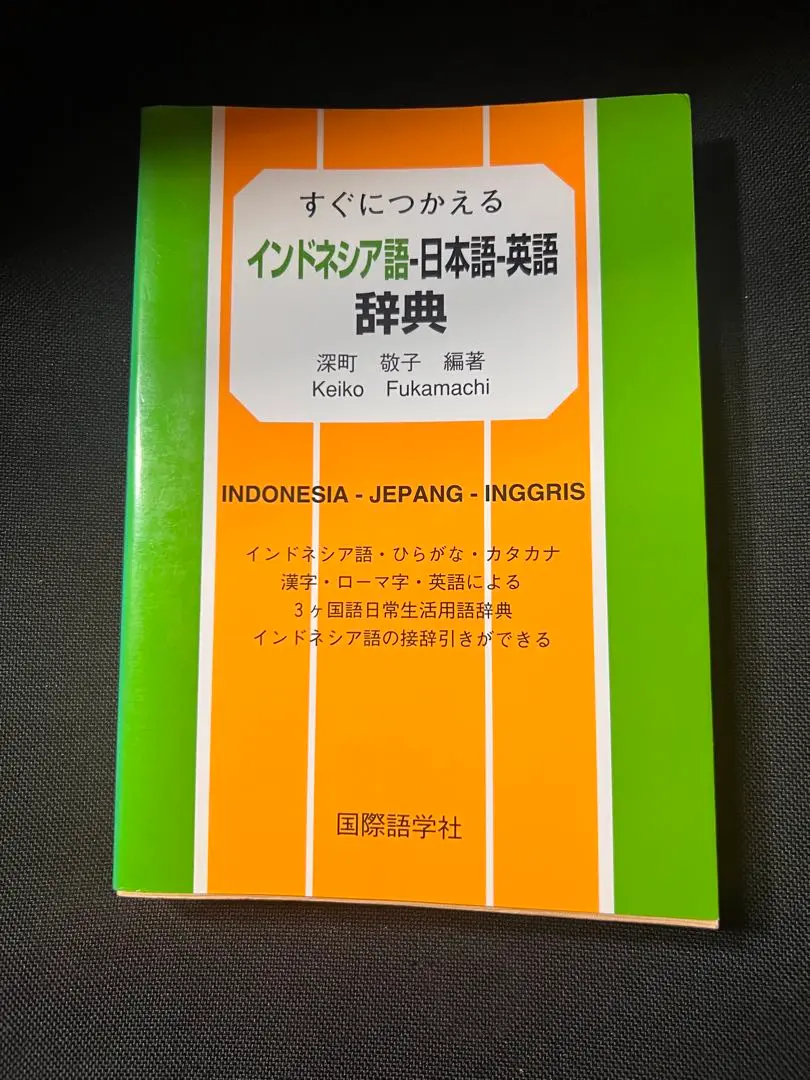 すぐにつかえる
インドネシア語-日本語-英語
辞典
深町 敬子 編著
Keiko Fukamachi
INDONESIA - JEPANG - INGGRIS
インドネシア語・ひらがな・カタカナ
漢字・ローマ字・英語による
3ヶ国語日常生活用語辞典
インドネシア語の接辞引きができる
国際語学社